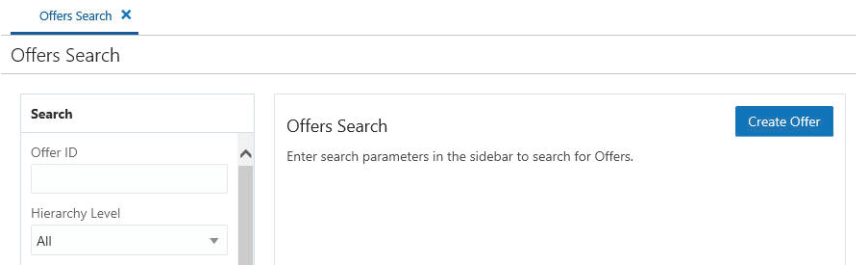 Offers Search
Offers Search
Search
Offer ID
Hierarchy Level
All
Offers Search
Create Offer
Enter search parameters in the sidebar to search for Offers.